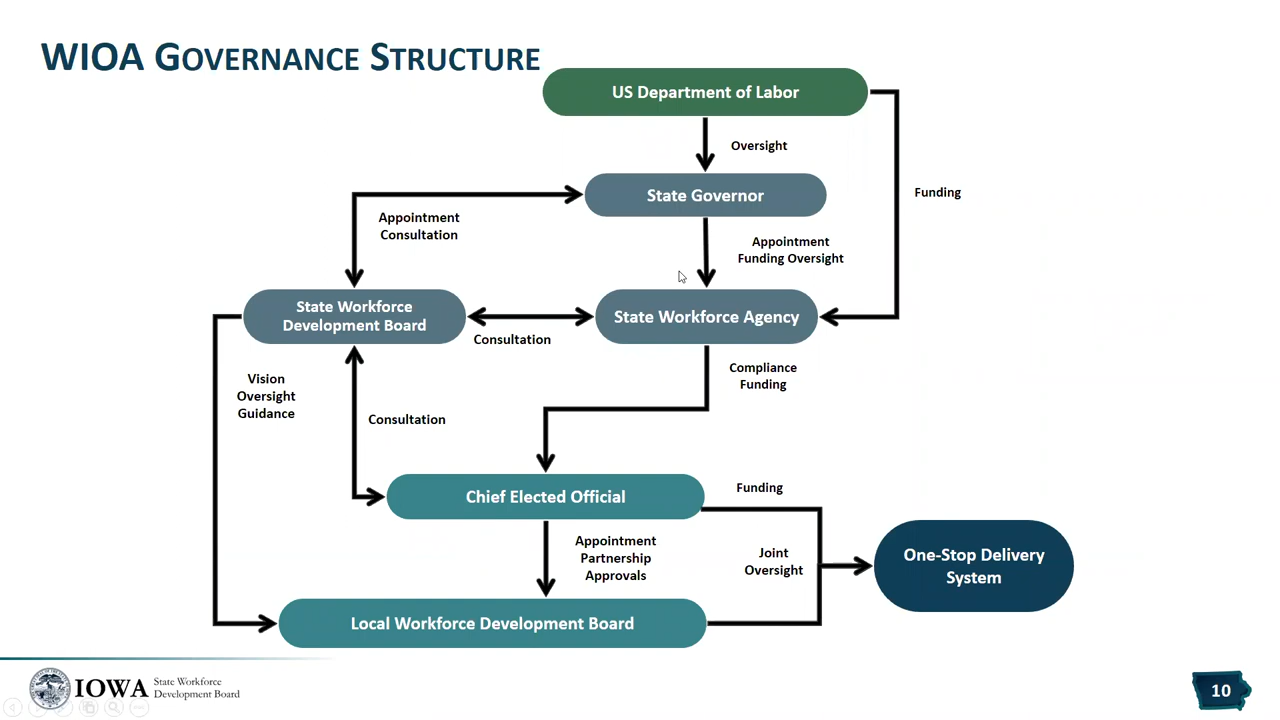 WIOA GOVERNANCE STRUCTURE
US Department of Labor
Oversight
State Governor
Funding
Appointment
Consultation
Appointment
Funding Oversight
State Workforce
Development Board
State Workforce Agency
Consultation
Compliance
Funding
Vision
Oversight
Guidance
Consultation
Chief Elected Official
Funding
Appointment
Partnership
Approvals
Joint
Oversight
One-Stop Delivery
System
Local Workforce Development Board
IOWA
State Workforce
Development Board
10